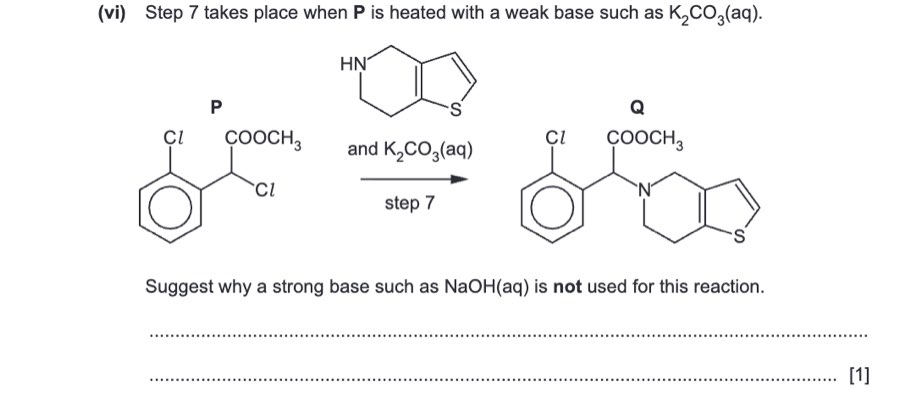 (vi) Step 7 takes place when P is heated with a weak base such as K₂CO₃(aq).
HN
S
P
Q
Cl
COOCH₃
Cl
and K₂CO₃(aq)
step 7
Cl
COOCH₃
N
S
Suggest why a strong base such as NaOH(aq) is not used for this reaction.
[1]